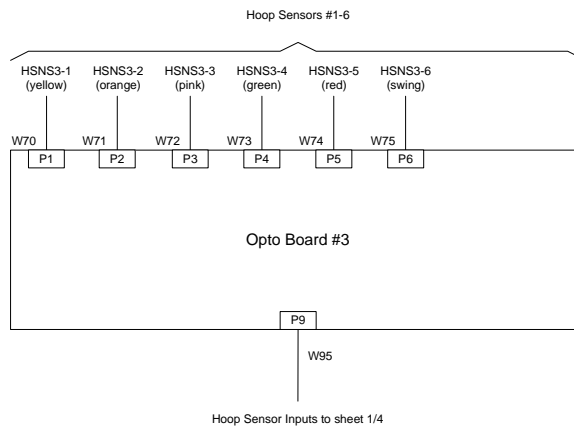 Hoop Sensors #1-6
HSNS3-1 HSNS3-2 HSNS3-3 HSNS3-4 HSNS3-5 HSNS3-6
(yellow) (orange) (pink) (green) (red) (swing)
W70 W71 W72 W73 W74 W75
P1 P2 P3 P4 P5 P6
Opto Board #3
P9
W95
Hoop Sensor Inputs to sheet 1/4